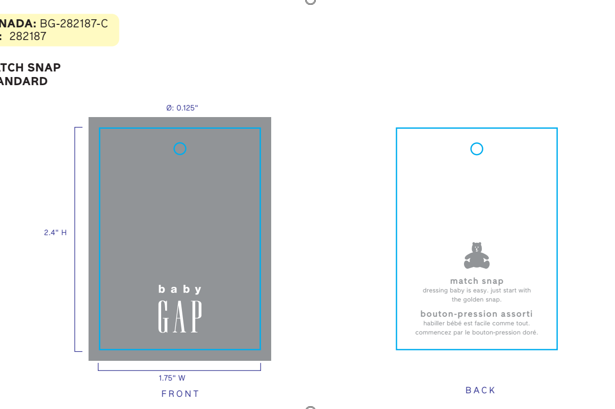 NADA: BG-282187-C
: 282187
TCH SNAP
ANDARD
Ø: 0.125"
2.4" H
baby
GAP
1.75" W
FRONT
match snap
dressing baby is easy. just start with
the golden snap.
bouton-pression assorti
habiller bébé est facile comme tout.
commencez par le bouton-pression doré.
BACK